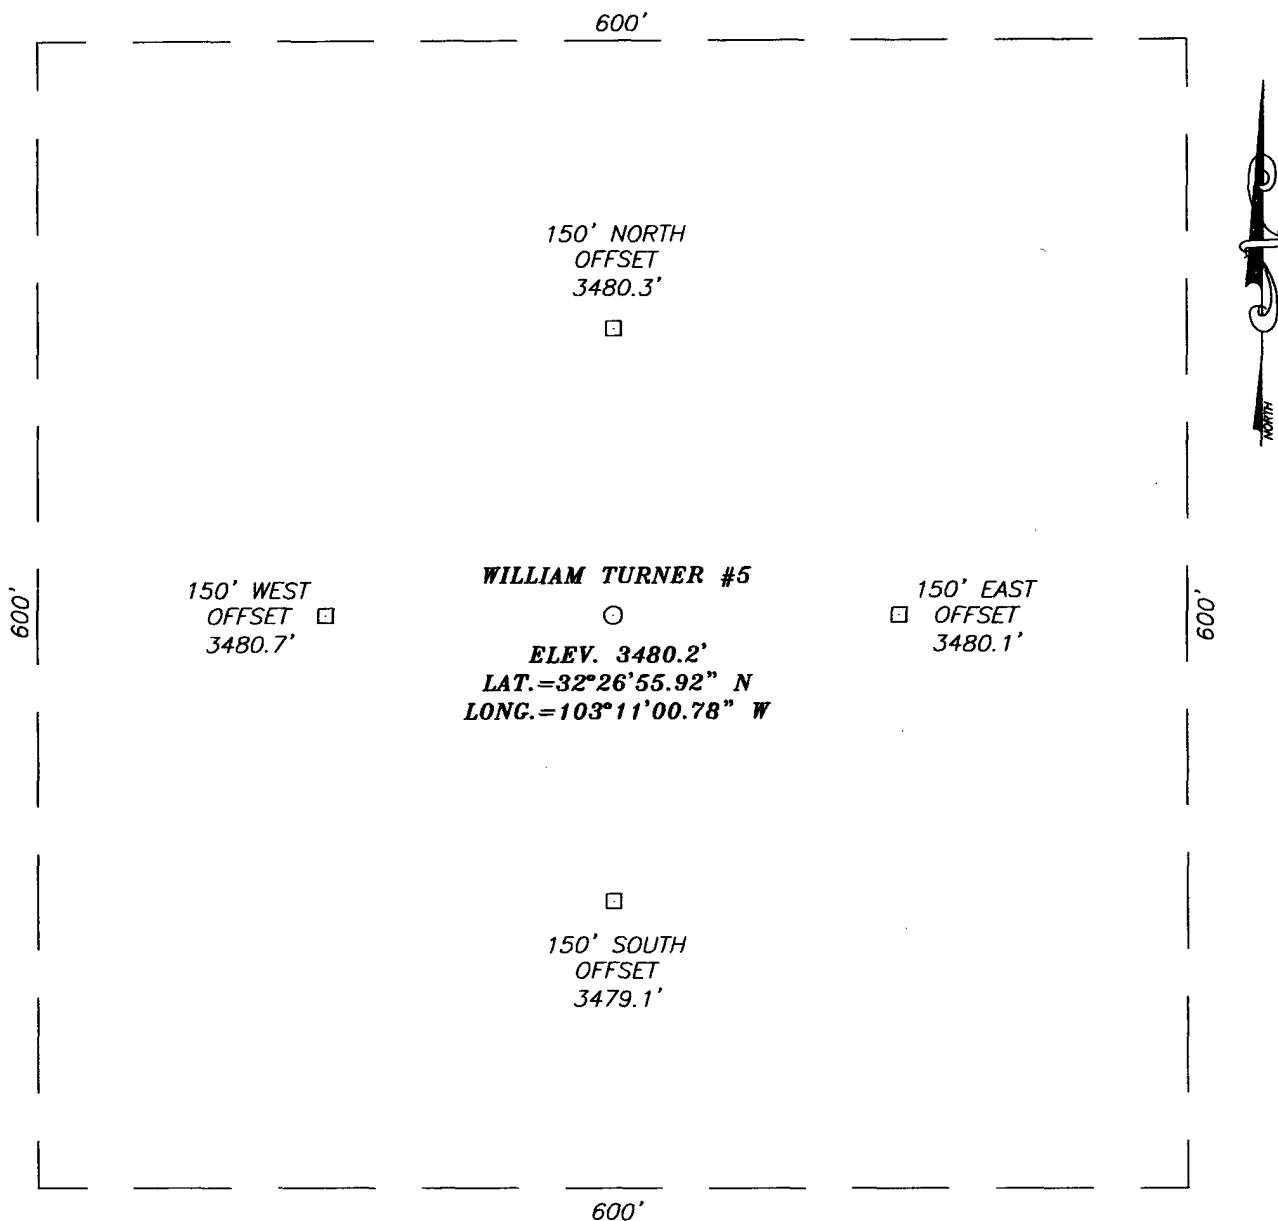 600'
150' NORTH
OFFSET
3480.3'
NORTH
600'
150' WEST
OFFSET
3480.7'
WILLIAM TURNER #5
ELEV. 3480.2'
LAT.=32°26'55.92" N
LONG.=103°11'00.78" W
150' EAST
OFFSET
3480.1'
600'
150' SOUTH
OFFSET
3479.1'
600'